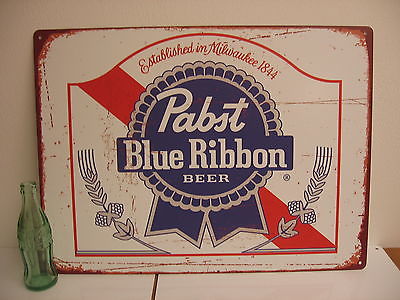 Established in Milwaukee 1844
Pabst
Blue Ribbon
BEER
®